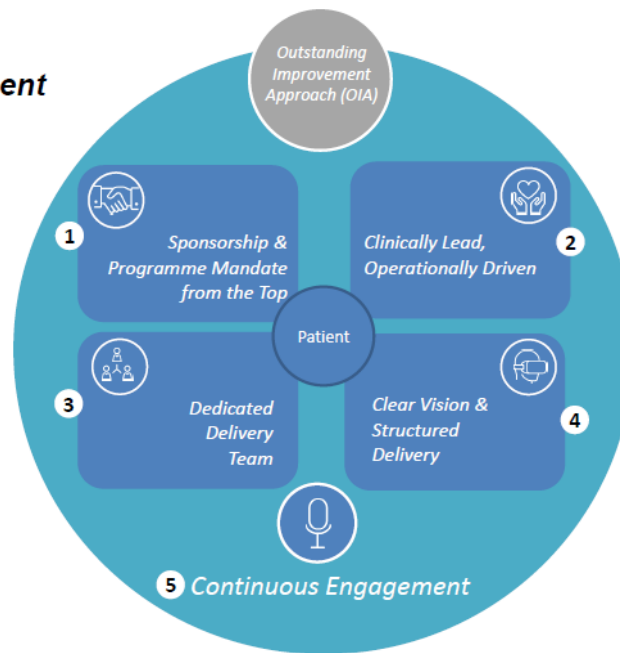 ent
Outstanding
Improvement
Approach (OIA)
1
Sponsorship &
Programme Mandate
from the Top
2
Clinically Lead,
Operationally Driven
Patient
3
Dedicated
Delivery
Team
4
Clear Vision &
Structured
Delivery
5 Continuous Engagement